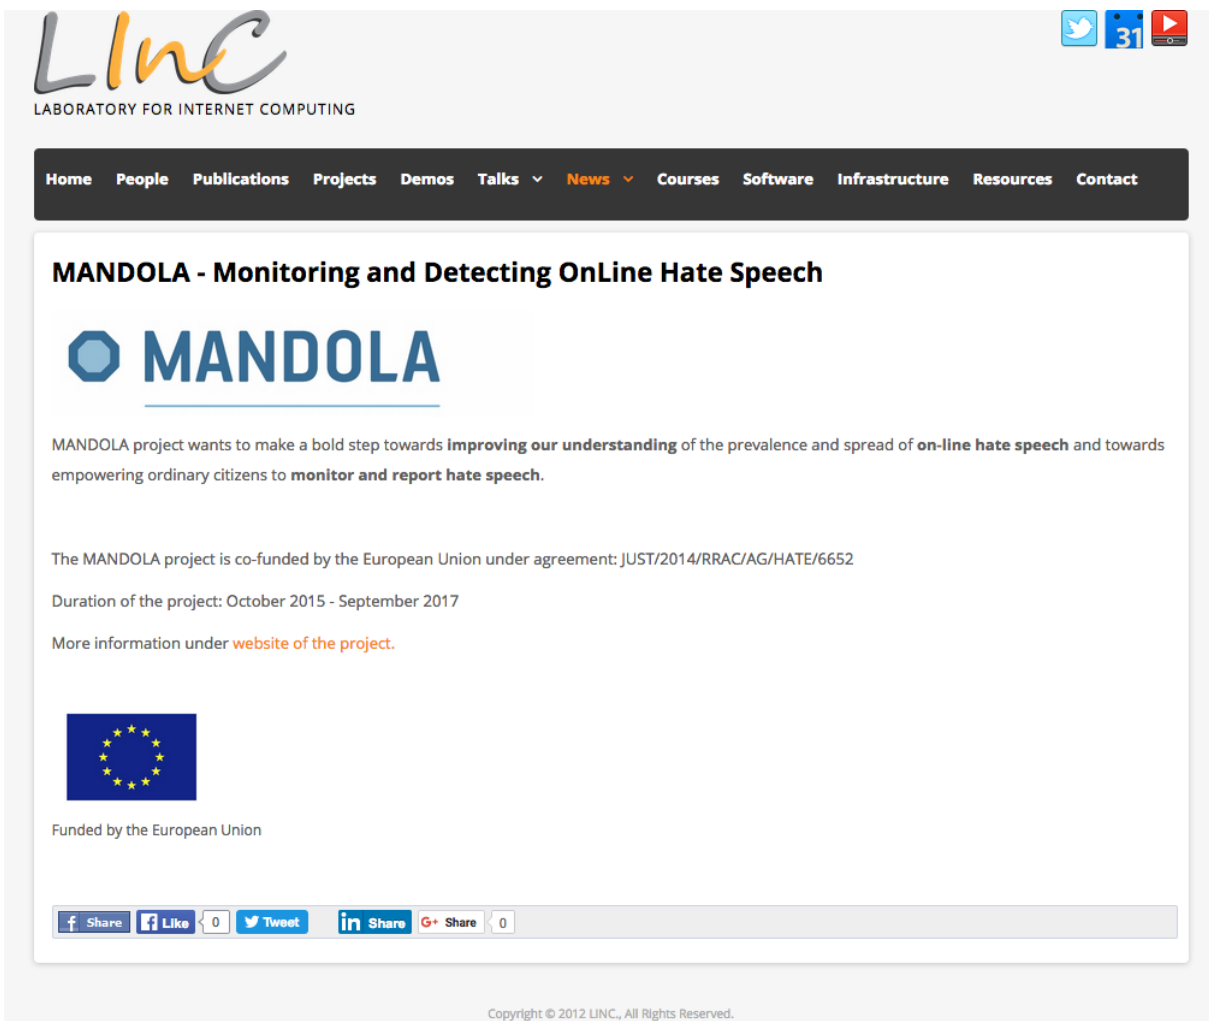 LInC
LABORATORY FOR INTERNET COMPUTING
31
Home People Publications Projects Demos Talks News Courses Software Infrastructure Resources Contact
MANDOLA - Monitoring and Detecting OnLine Hate Speech
MANDOLA
MANDOLA project wants to make a bold step towards improving our understanding of the prevalence and spread of on-line hate speech and towards
empowering ordinary citizens to monitor and report hate speech.
The MANDOLA project is co-funded by the European Union under agreement: JUST/2014/RRAC/AG/HATE/6652
Duration of the project: October 2015 - September 2017
More information under website of the project.
Funded by the European Union
f Share f Like 0 Tweet in Share G+ Share 0
Copyright © 2012 LINC., All Rights Reserved.